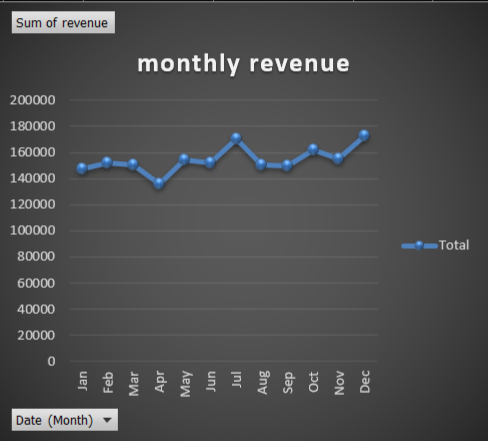 Sum of revenue
monthly revenue
200000
180000
160000
140000
120000
100000
80000
60000
40000
20000
0
Jan Feb Mar Apr May Jun Jul Aug Sep Oct Nov Dec
Total
Date (Month)